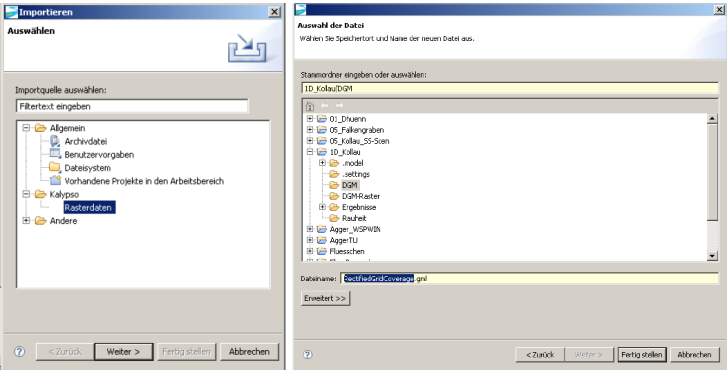 Importieren
Auswählen
Importquelle auswählen:
Filtertext eingeben
Allgemein
Archivdatei
Benutzervorgaben
Dateisystem
Vorhandene Projekte in den Arbeitsbereich
Kalypso
Rasterdaten
Andere
< Zurück
Weiter >
Fertig stellen
Abbrechen
Auswahl der Datei
Wählen Sie Speichertort und Name der neuen Datei aus.
Stammordner eingeben oder auswählen:
1D_Kolau/DGM
01_Dhuenn
05_Falkengraben
05_Kollau_SS-Scen
1D_Kollau
.model
.settings
DGM
DGM-Raster
Ergebnisse
Rauheit
Agger_WSPWIN
AggerTU
Fluesschen
Dateiname:
RectifiedGridCoverage.gml
Erweitert >>
< Zurück
Weiter >
Fertig stellen
Abbrechen